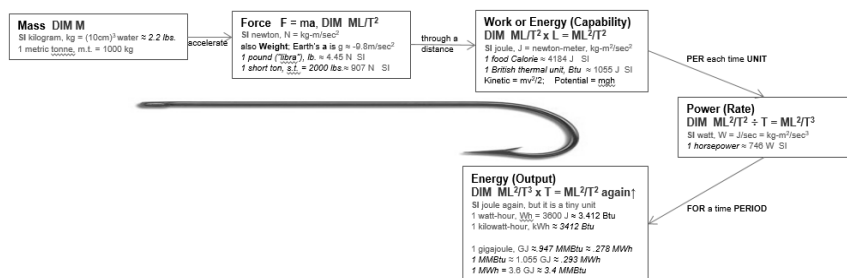 Mass DIM M
SI kilogram, kg = (10cm)³ water ≈ 2.2 lbs.
1 metric tonne, m.t. = 1000 kg
accelerate
Force F = ma, DIM ML/T²
SI newton, N = kg-m/sec²
also Weight; Earth's a is g ≈ -9.8m/sec²
1 pound ("libra"), lb. ≈ 4.45 N SI
1 short ton, s.t. = 2000 lbs.≈ 907 N SI
through a
distance
Work or Energy (Capability)
DIM ML/T² x L = ML²/T²
SI joule, J = newton-meter, kg-m²/sec²
1 food Calorie ≈ 4184 J SI
1 British thermal unit, Btu ≈ 1055 J SI
Kinetic = mv²/2; Potential = mgh
PER each time UNIT
Power (Rate)
DIM ML²/T² ÷ T = ML²/T³
SI watt, W = J/sec = kg-m²/sec³
1 horsepower ≈ 746 W SI
FOR a time PERIOD
Energy (Output)
DIM ML²/T³ x T = ML²/T² again↑
SI joule again, but it is a tiny unit
1 watt-hour, Wh = 3600 J ≈ 3.412 Btu
1 kilowatt-hour, kWh ≈ 3412 Btu
1 gigajoule, GJ ≈ .947 MMBtu ≈ .278 MWh
1 MMBtu ≈ 1.055 GJ ≈ .293 MWh
1 MWh = 3.6 GJ ≈ 3.4 MMBtu